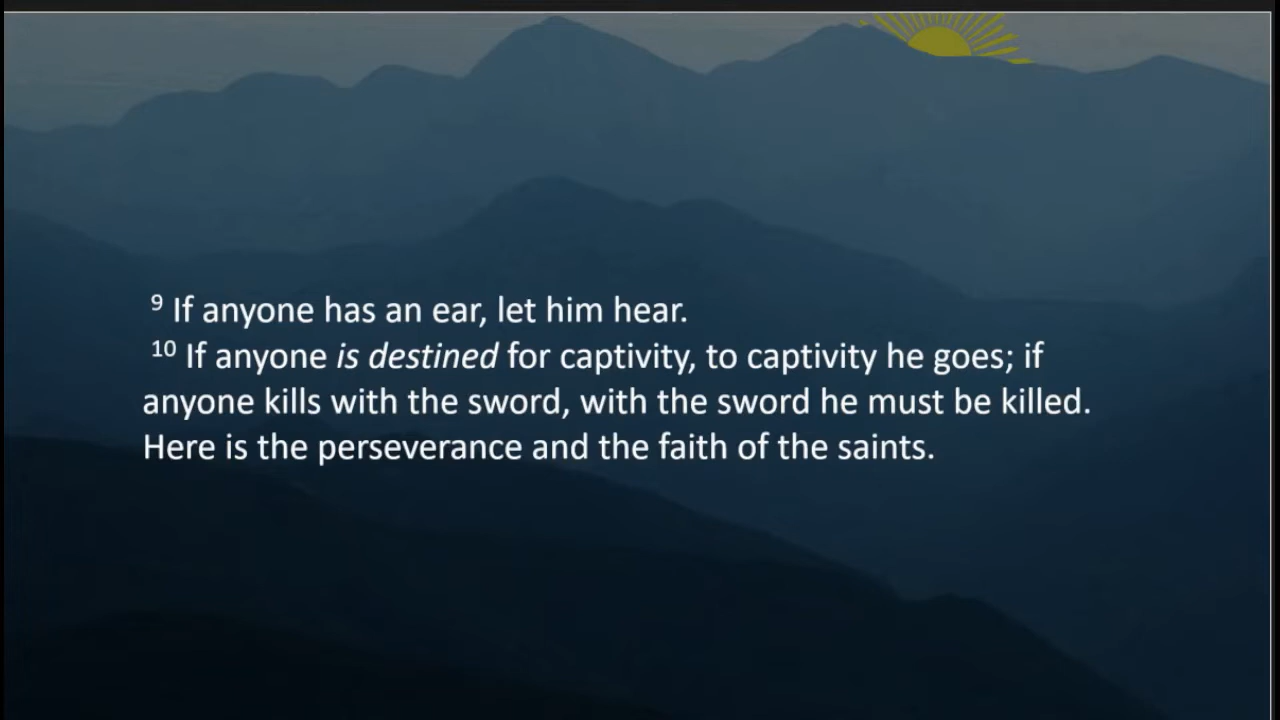 9 If anyone has an ear, let him hear.
10 If anyone is destined for captivity, to captivity he goes; if
anyone kills with the sword, with the sword he must be killed.
Here is the perseverance and the faith of the saints.